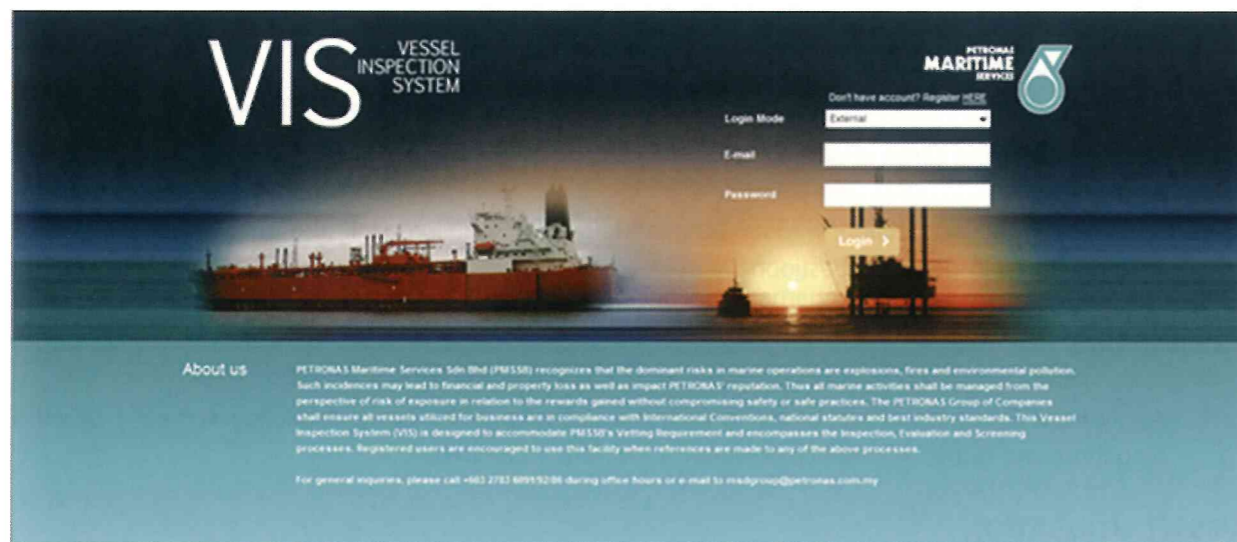 VIS
VESSEL
INSPECTION
SYSTEM
PETRONAS
MARITIME
SERVICES
Don't have account? Register HERE
Login Mode
External
E-mail
Password
Login
About us
PETRONAS Maritime Services Sdn Bhd (PMSSB) recognizes that the dominant risks in marine operations are explosions, fires and environmental pollution.
Such incidences may lead to financial and property loss as well as impact PETRONAS' reputation. Thus all marine activities shall be managed from the
perspective of risk of exposure in relation to the rewards gained without compromising safety or safe practices. The PETRONAS Group of Companies
shall ensure all vessels utilized for business are in compliance with International Conventions, national statutes and best industry standards. This Vessel
Inspection System (VIS) is designed to accommodate PMSSB's Vetting Requirement and encompasses the Inspection, Evaluation and Screening
processes. Registered users are encouraged to use this facility when references are made to any of the above processes.
For general inquiries, please call +603 2783 during office hours or e-mail to msdgroup@petronas.com.my